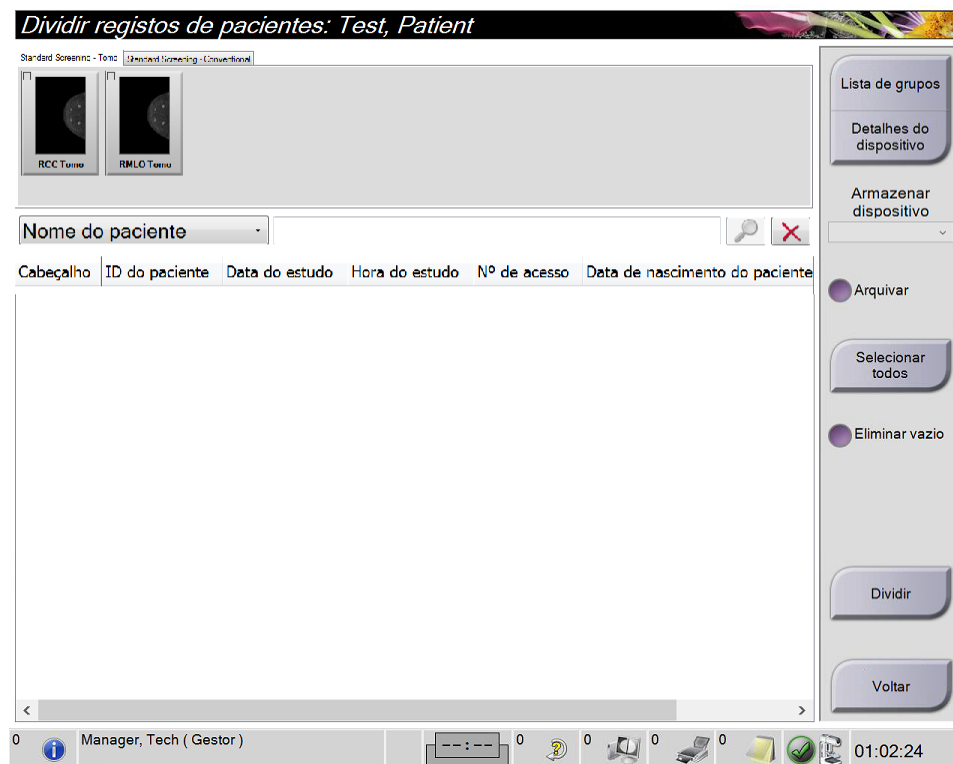 Dividir registos de pacientes: Test, Patient
Standard Screening - Tomo Standard Screening - Conventional
RCC Tomo RMLO Tomo
Nome do paciente
Cabeçalho ID do paciente Data do estudo Hora do estudo Nº de acesso Data de nascimento do paciente
Lista de grupos
Detalhes do
dispositivo
Armazenar
dispositivo
Arquivar
Selecionar
todos
Eliminar vazio
Dividir
Voltar
0 Manager, Tech ( Gestor ) --:-- 0 0 0 0 01:02:24